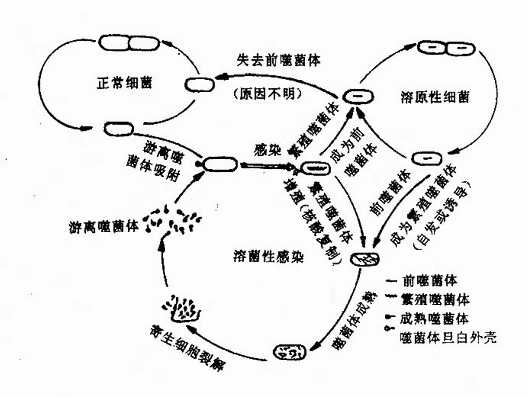 失去前噬菌体
(原因不明)
正常细菌
溶原性细菌
游离噬
菌体吸附
感染
繁殖噬菌体
成为前
噬菌体
前噬菌体
成为繁殖噬菌体
(自发或诱导)
繁殖噬菌体
增殖(核酸复制)
游离噬菌体
溶菌性感染
噬菌体成熟
寄生细胞裂解
前噬菌体
繁殖噬菌体
成熟噬菌体
噬菌体旦白外壳